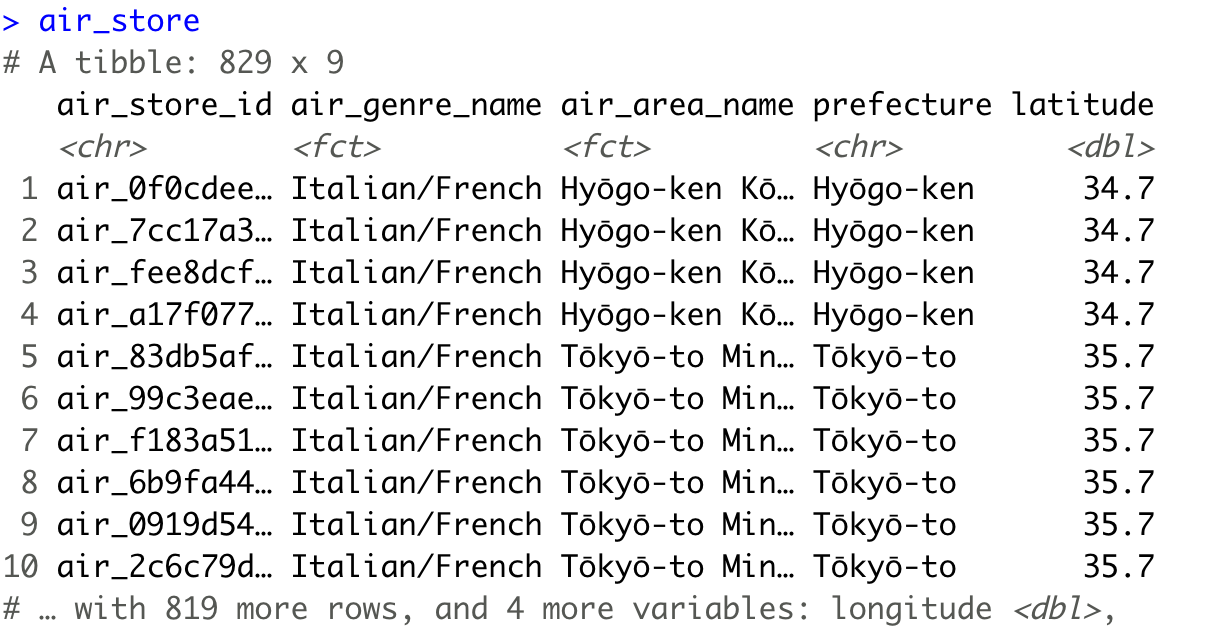 > air_store
# A tibble: 829 x 9
   air_store_id air_genre_name air_area_name prefecture latitude
   <chr>        <fct>          <fct>         <chr>         <dbl>
 1 air_0f0cdee… Italian/French Hyōgo-ken Kō… Hyōgo-ken      34.7
 2 air_7cc17a3… Italian/French Hyōgo-ken Kō… Hyōgo-ken      34.7
 3 air_fee8dcf… Italian/French Hyōgo-ken Kō… Hyōgo-ken      34.7
 4 air_a17f077… Italian/French Hyōgo-ken Kō… Hyōgo-ken      34.7
 5 air_83db5af… Italian/French Tōkyō-to Min… Tōkyō-to       35.7
 6 air_99c3eae… Italian/French Tōkyō-to Min… Tōkyō-to       35.7
 7 air_f183a51… Italian/French Tōkyō-to Min… Tōkyō-to       35.7
 8 air_6b9fa44… Italian/French Tōkyō-to Min… Tōkyō-to       35.7
 9 air_0919d54… Italian/French Tōkyō-to Min… Tōkyō-to       35.7
10 air_2c6c79d… Italian/French Tōkyō-to Min… Tōkyō-to       35.7
# … with 819 more rows, and 4 more variables: longitude <dbl>,